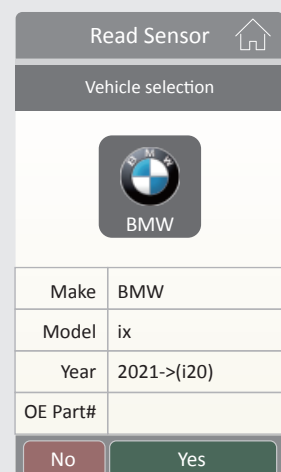 Read Sensor
Vehicle selection
BMW
BMW
Make BMW
Model ix
Year 2021->(i20)
OE Part#
No Yes